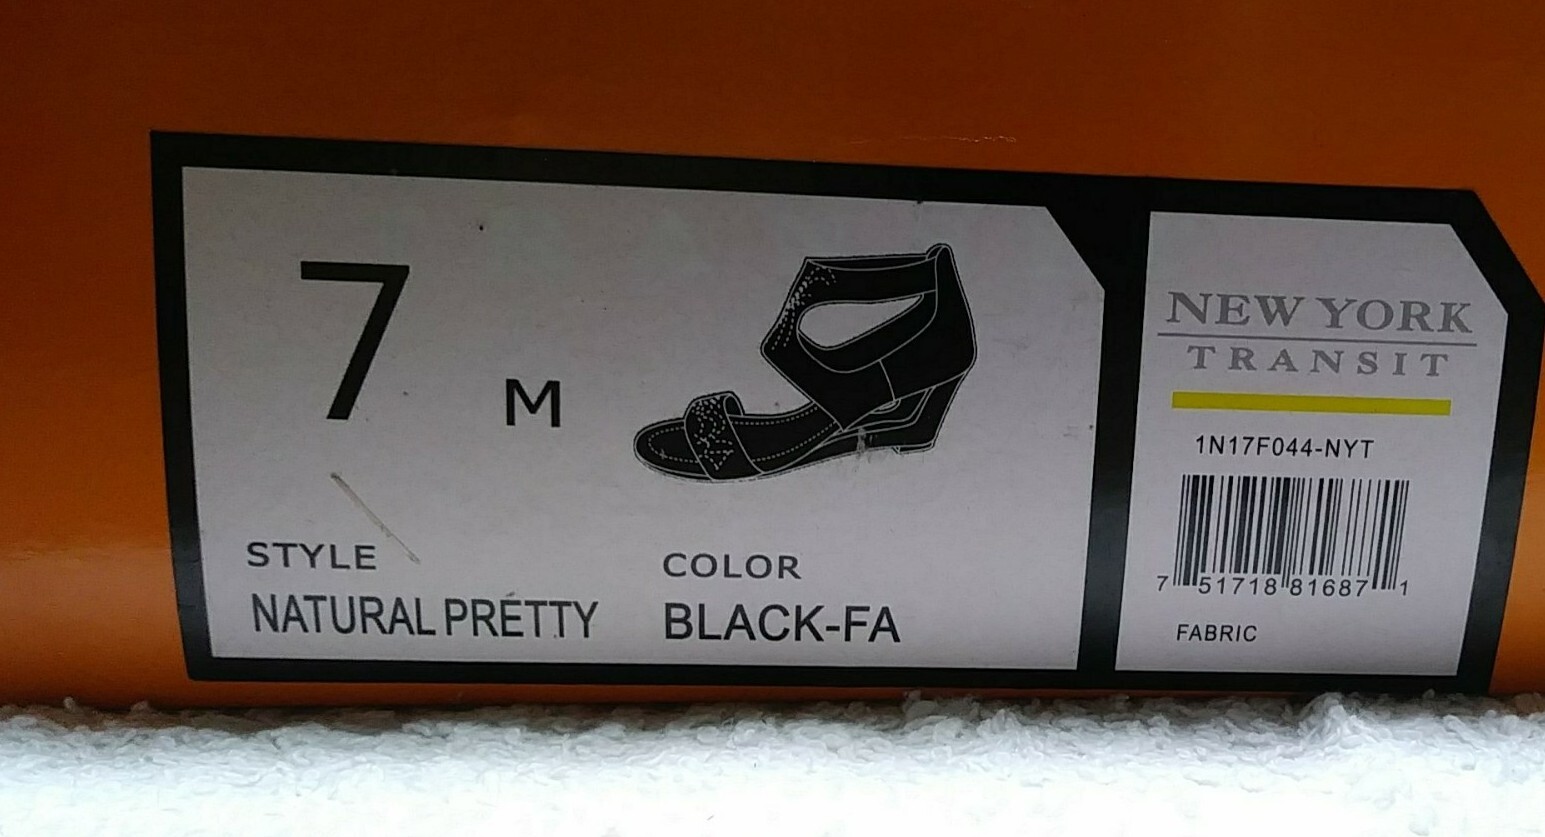 7
M
STYLE
NATURAL PRETTY
COLOR
BLACK-FA
NEW YORK
TRANSIT
1N17F044-NYT
7 51718 81687 1
FABRIC